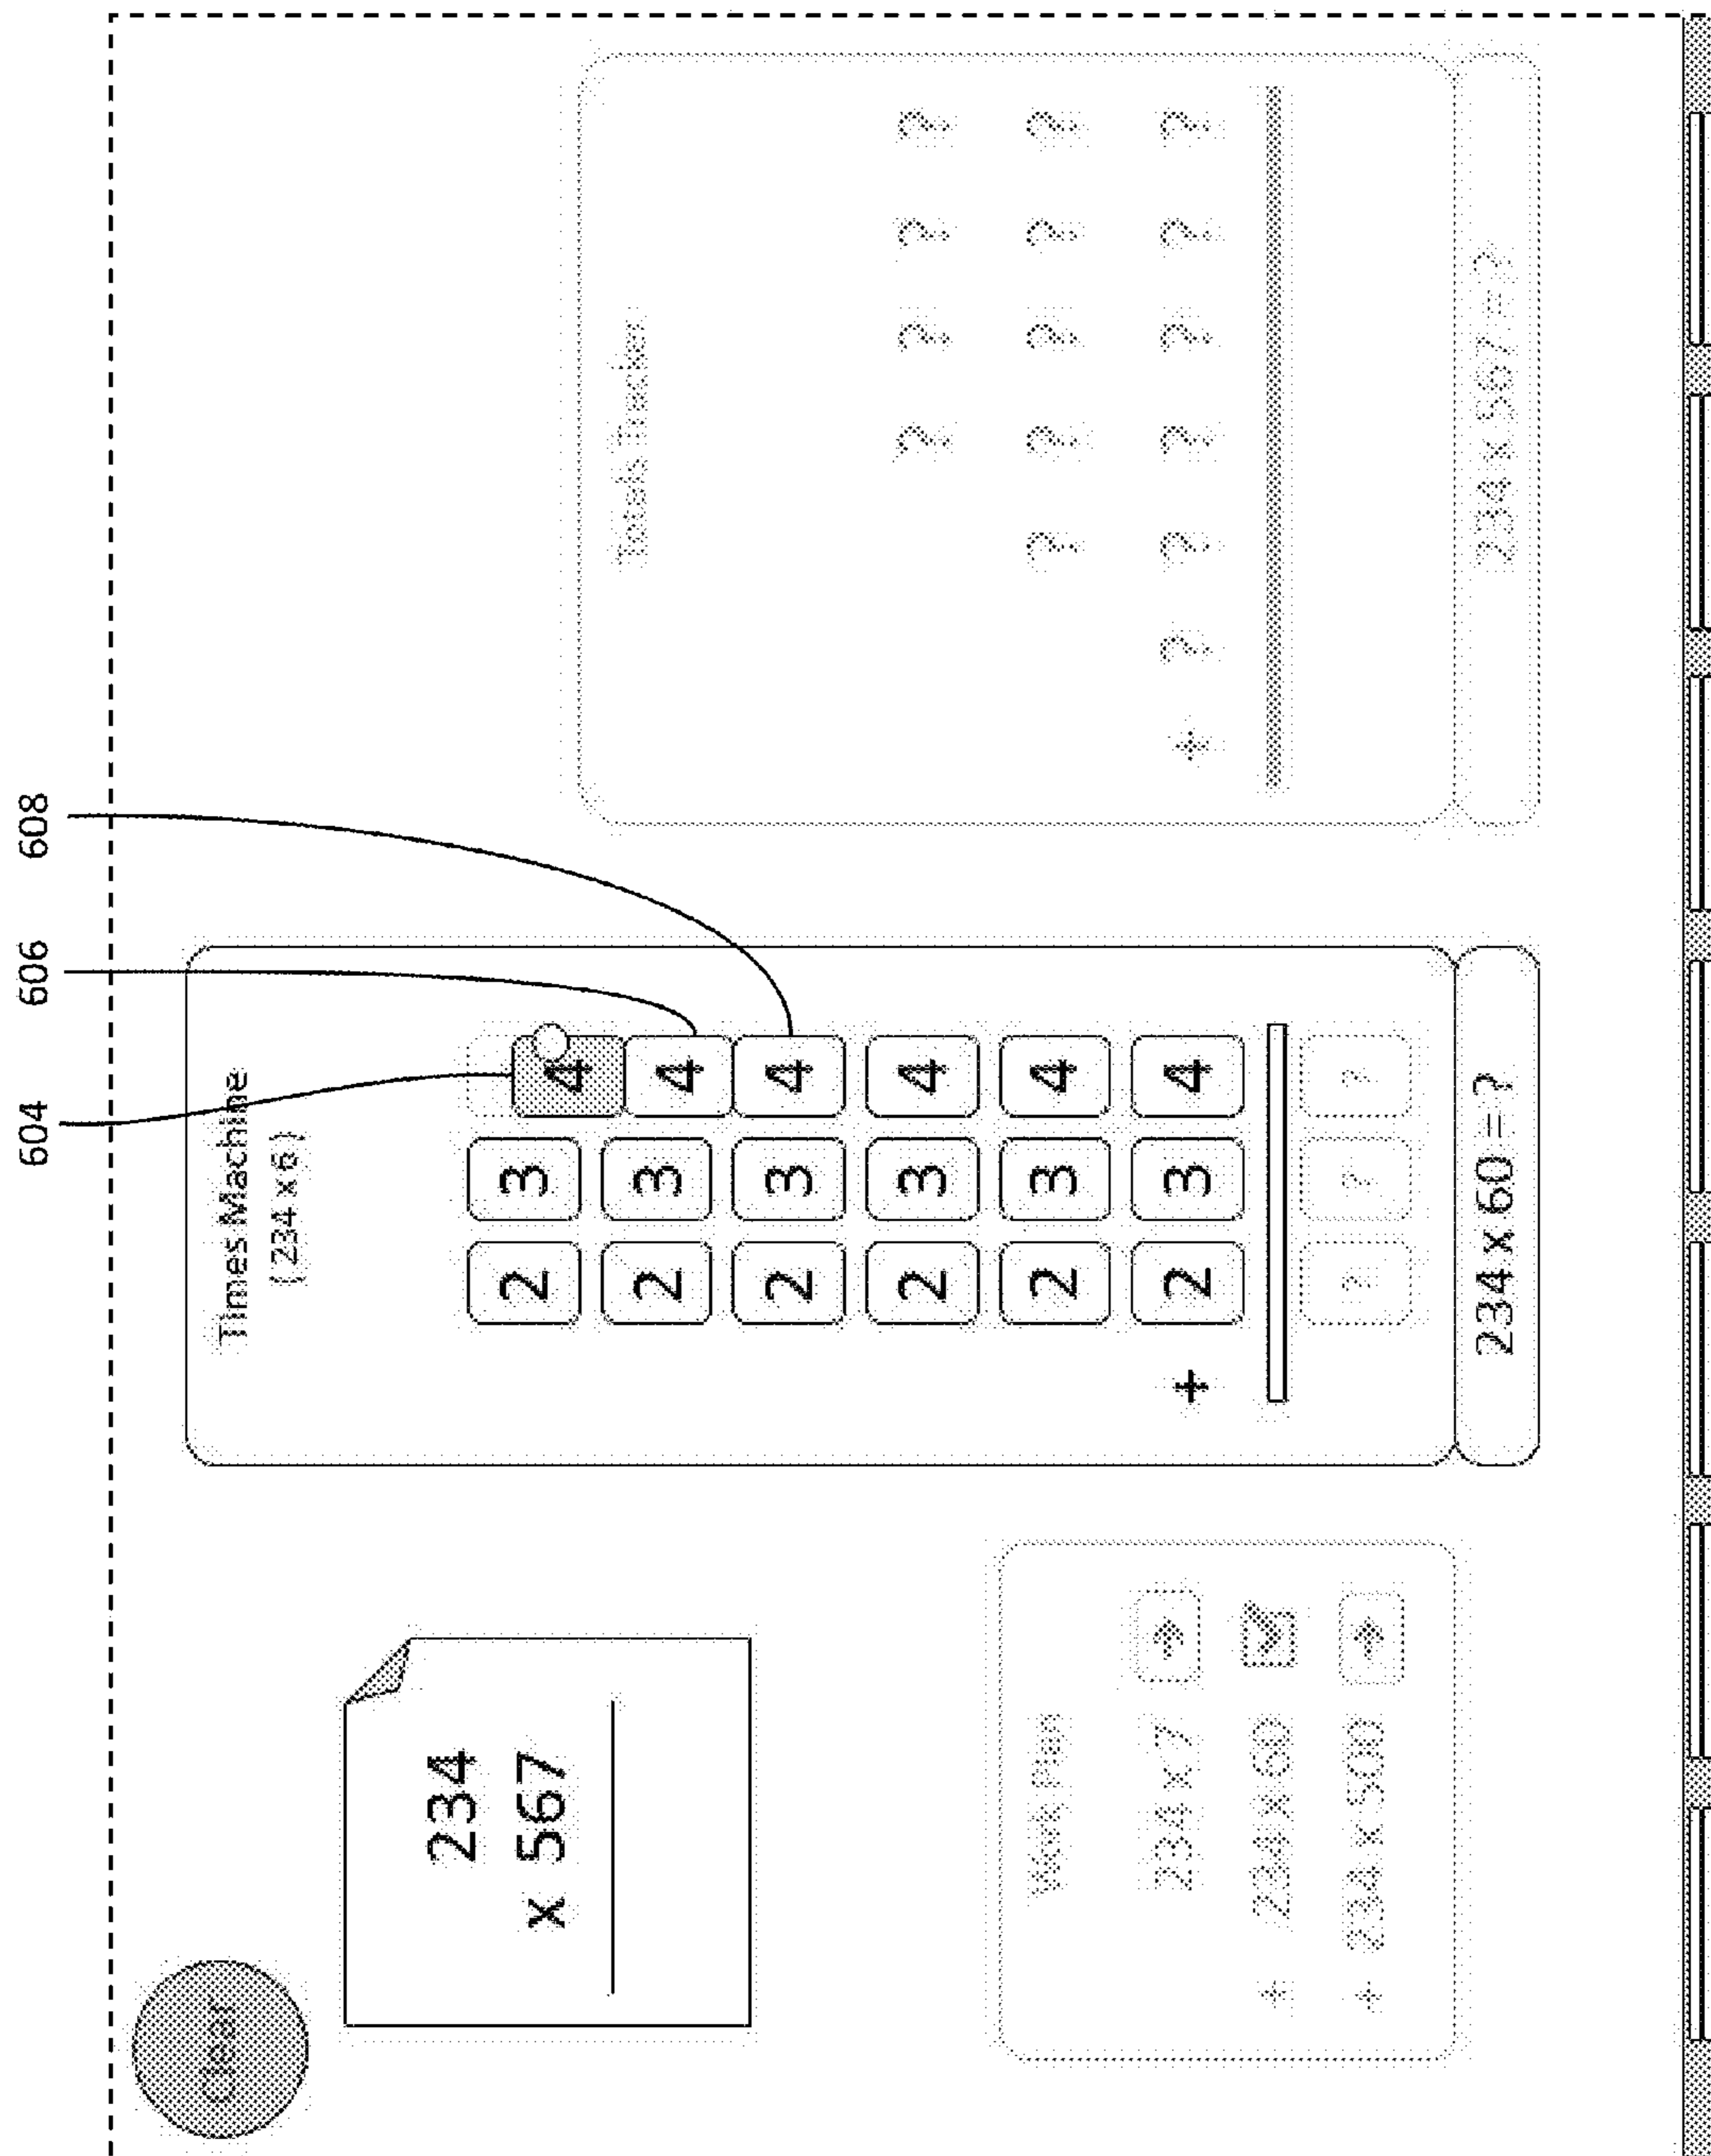 604 606 608
Clear
234
x 567
Work Plan
234 x 7
+ 234 x 60
+ 234 x 500
Times Machine
(234 x 6)
2 3 4
2 3 4
2 3 4
2 3 4
2 3 4
+ 2 3 4
? ? ?
234 x 60 = ?
Totals Tracker
? ? ? ?
? ? ? ? ?
+ ? ? ? ? ? ?
234 x 567 = ?